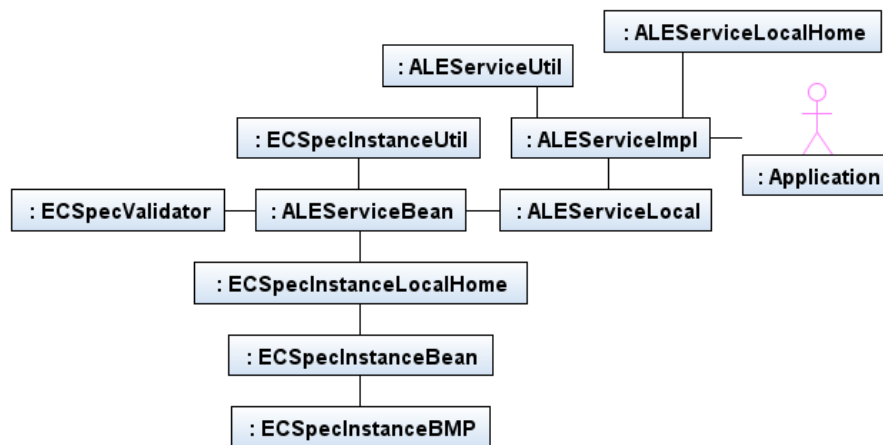 : ALEServiceLocalHome
: ALEServiceUtil
: ECSpecInstanceUtil
: ALEServiceImpl
: Application
: ECSpecValidator
: ALEServiceBean
: ALEServiceLocal
: ECSpecInstanceLocalHome
: ECSpecInstanceBean
: ECSpecInstanceBMP